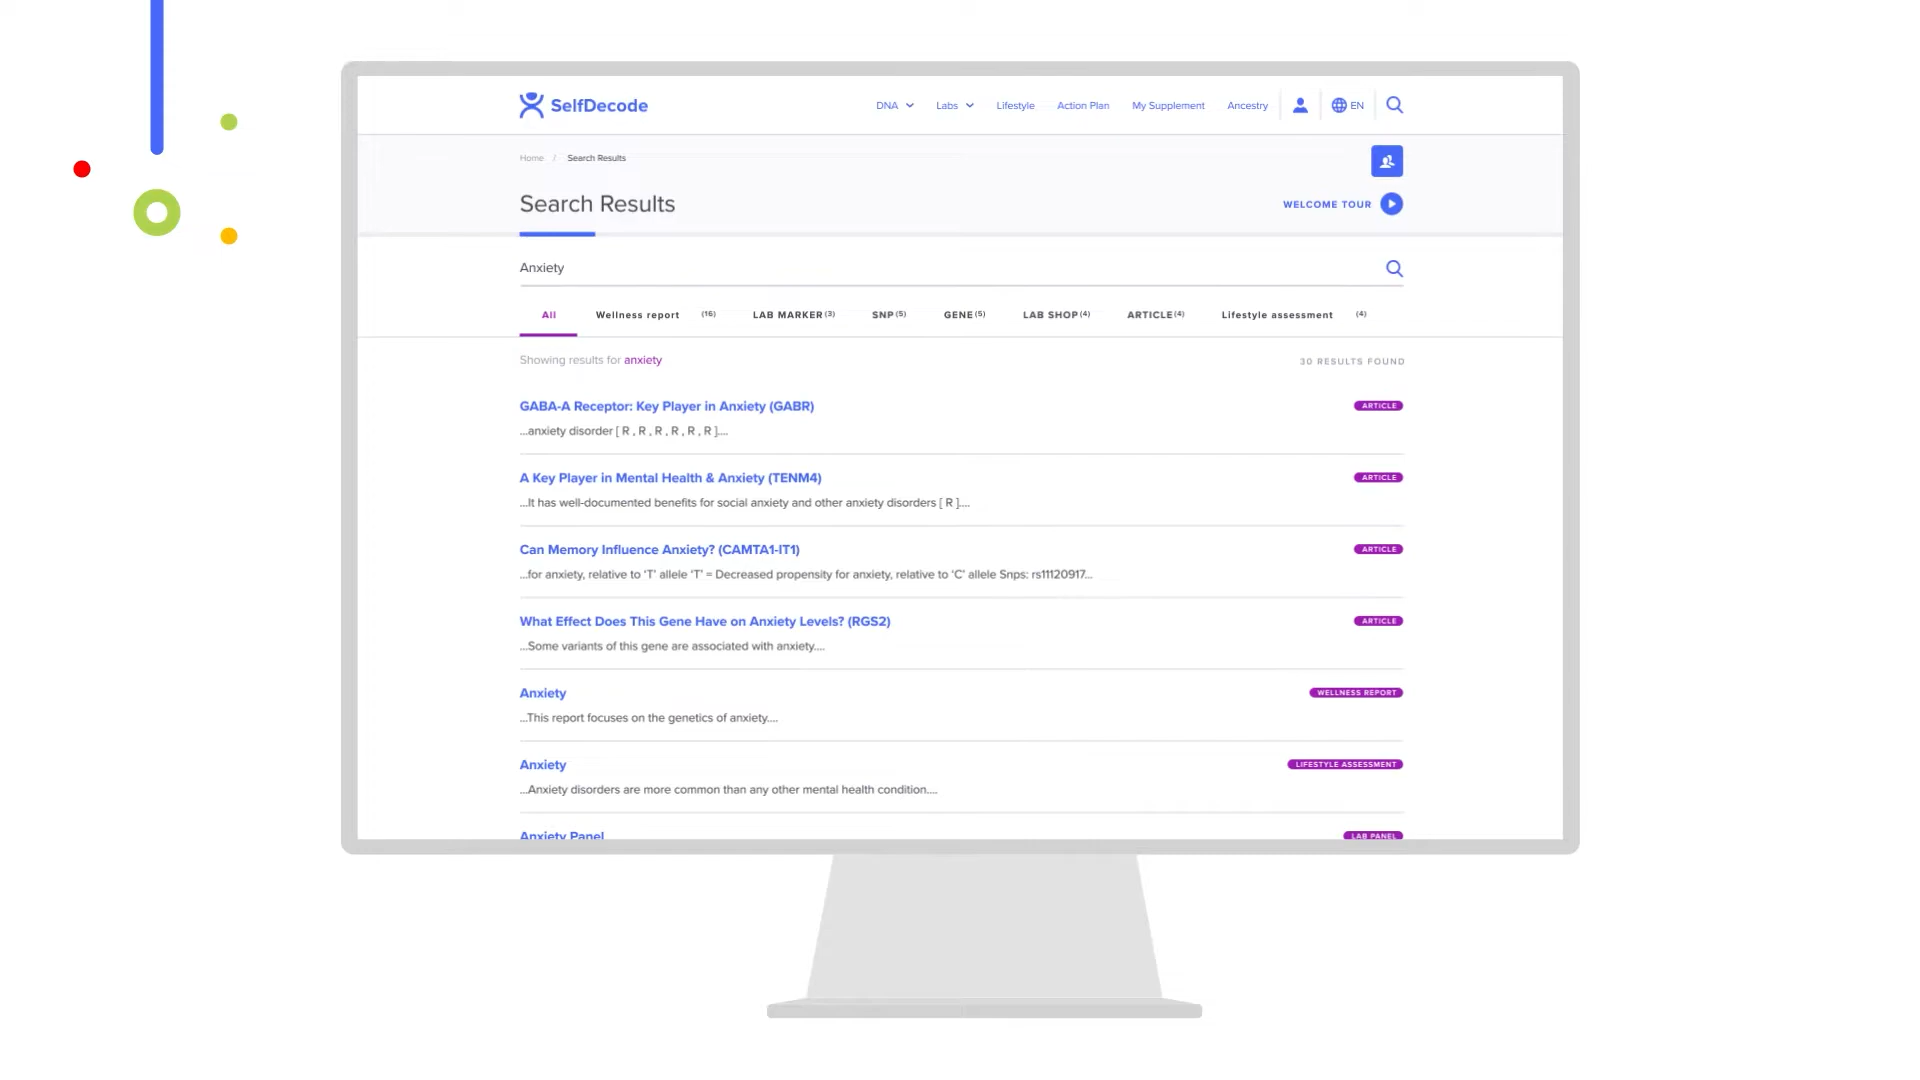 SelfDecode
DNA Labs Lifestyle Action Plan My Supplement Ancestry EN
Home / Search Results
Search Results
WELCOME TOUR
Anxiety
All Wellness report (16) LAB MARKER (3) SNP (5) GENE (5) LAB SHOP (4) ARTICLE (4) Lifestyle assessment (4)
Showing results for anxiety 30 RESULTS FOUND
GABA-A Receptor: Key Player in Anxiety (GABR) ARTICLE
...anxiety disorder [ R , R , R , R , R , R ]....
A Key Player in Mental Health & Anxiety (TENM4) ARTICLE
...It has well-documented benefits for social anxiety and other anxiety disorders [ R ]....
Can Memory Influence Anxiety? (CAMTA1-IT1) ARTICLE
...for anxiety, relative to ‘T’ allele ‘T’ = Decreased propensity for anxiety, relative to ‘C’ allele Snps: rs11120917...
What Effect Does This Gene Have on Anxiety Levels? (RGS2) ARTICLE
...Some variants of this gene are associated with anxiety....
Anxiety WELLNESS REPORT
...This report focuses on the genetics of anxiety....
Anxiety LIFESTYLE ASSESSMENT
...Anxiety disorders are more common than any other mental health condition....
Anxiety Panel LAB PANEL